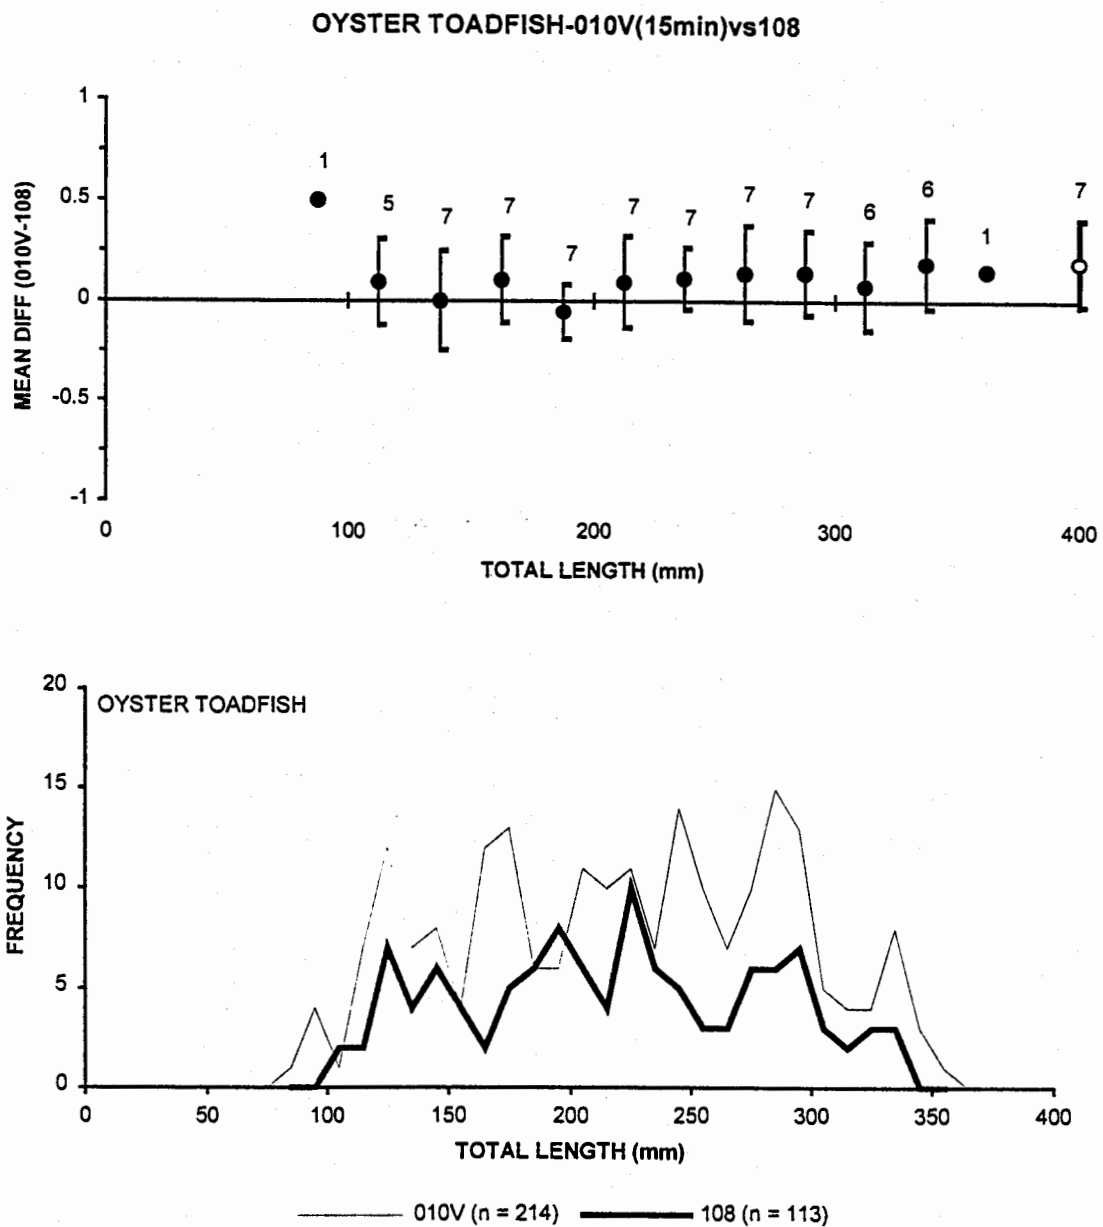 OYSTER TOADFISH-010V(15min)vs108
1
0.5
0
-0.5
-1
MEAN DIFF (010V-108)
1 5 7 7 7 7 7 7 7 6 6 1 7
0 100 200 300 400
TOTAL LENGTH (mm)
20
15
10
5
0
FREQUENCY
OYSTER TOADFISH
0 50 100 150 200 250 300 350 400
TOTAL LENGTH (mm)
010V (n = 214) 108 (n = 113)